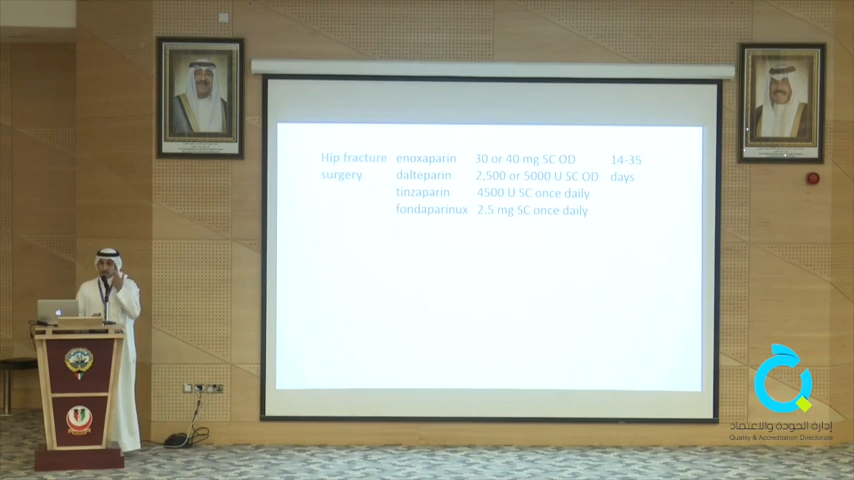 Hip fracture enoxaparin 30 or 40 mg SC OD 14-35
surgery dalteparin 2,500 or 5000 U SC OD days
tinzaparin 4500 U SC once daily
fondaparinux 2.5 mg SC once daily
إدارة الجودة والاعتماد
Quality & Accreditation Directorate